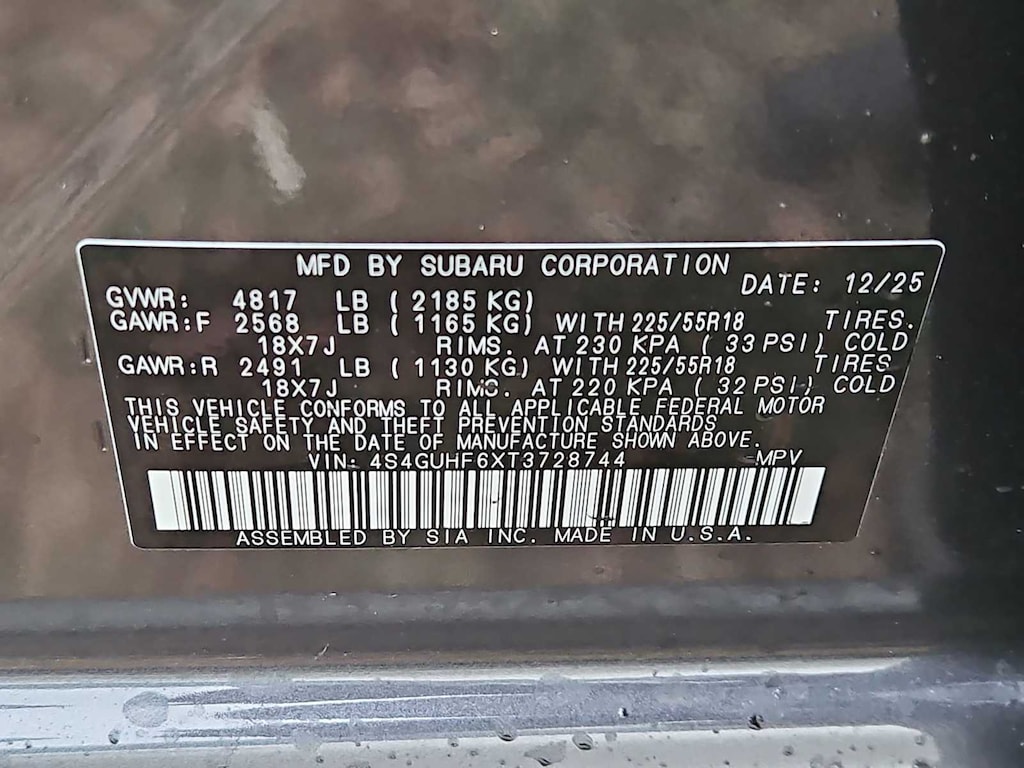 MFD BY SUBARU CORPORATION
DATE: 12/25
GVWR: 4817 LB ( 2185 KG)
GAWR:F 2568 LB ( 1165 KG) WITH 225/55R18 TIRES.
18X7J RIMS. AT 230 KPA ( 33 PSI) COLD
GAWR:R 2491 LB ( 1130 KG) WITH 225/55R18 TIRES
18X7J RIMS. AT 220 KPA ( 32 PSI) COLD
THIS VEHICLE CONFORMS TO ALL APPLICABLE FEDERAL MOTOR
VEHICLE SAFETY AND THEFT PREVENTION STANDARDS
IN EFFECT ON THE DATE OF MANUFACTURE SHOWN ABOVE.
VIN: 4S4GUHF6XT3728744 MPV
ASSEMBLED BY SIA INC. MADE IN U.S.A.